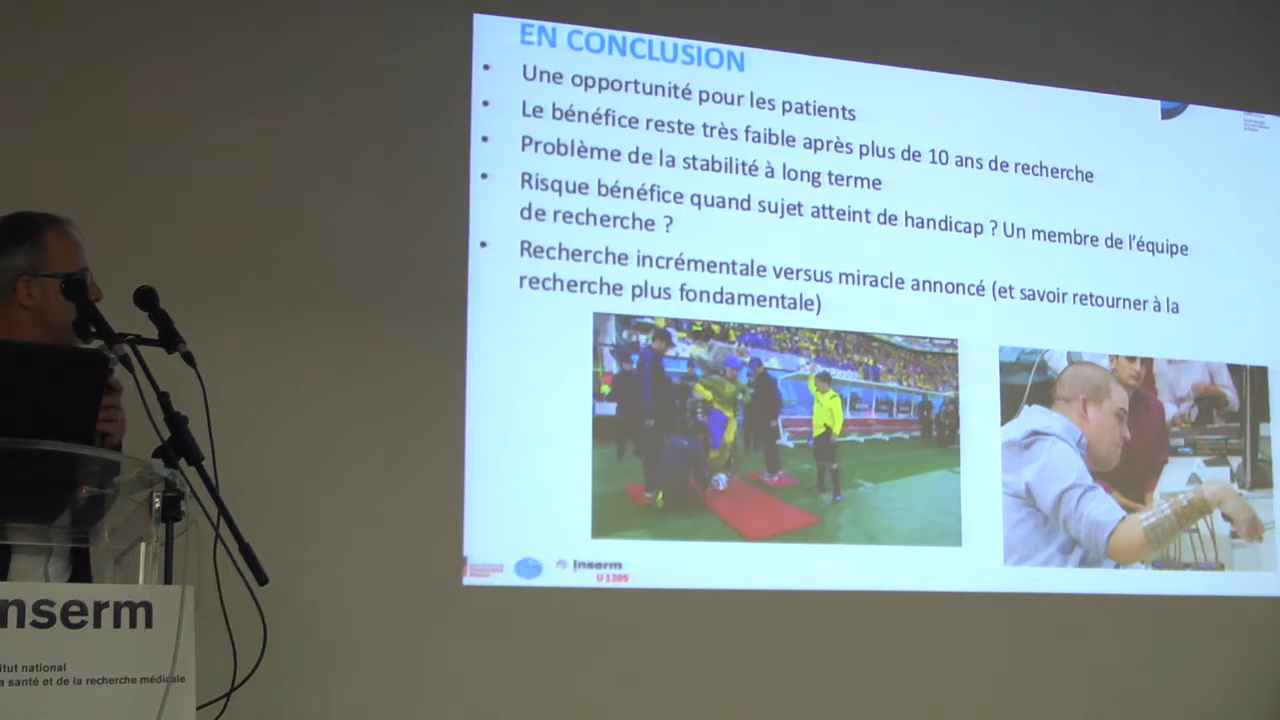 EN CONCLUSION
• Une opportunité pour les patients
• Le bénéfice reste très faible après plus de 10 ans de recherche
• Problème de la stabilité à long terme
• Risque bénéfice quand sujet atteint de handicap ? Un membre de l'équipe
de recherche ?
• Recherche incrémentale versus miracle annoncé (et savoir retourner à la
recherche plus fondamentale)
Inserm
U 1205
nserm
itut national
a santé et de la recherche médicale